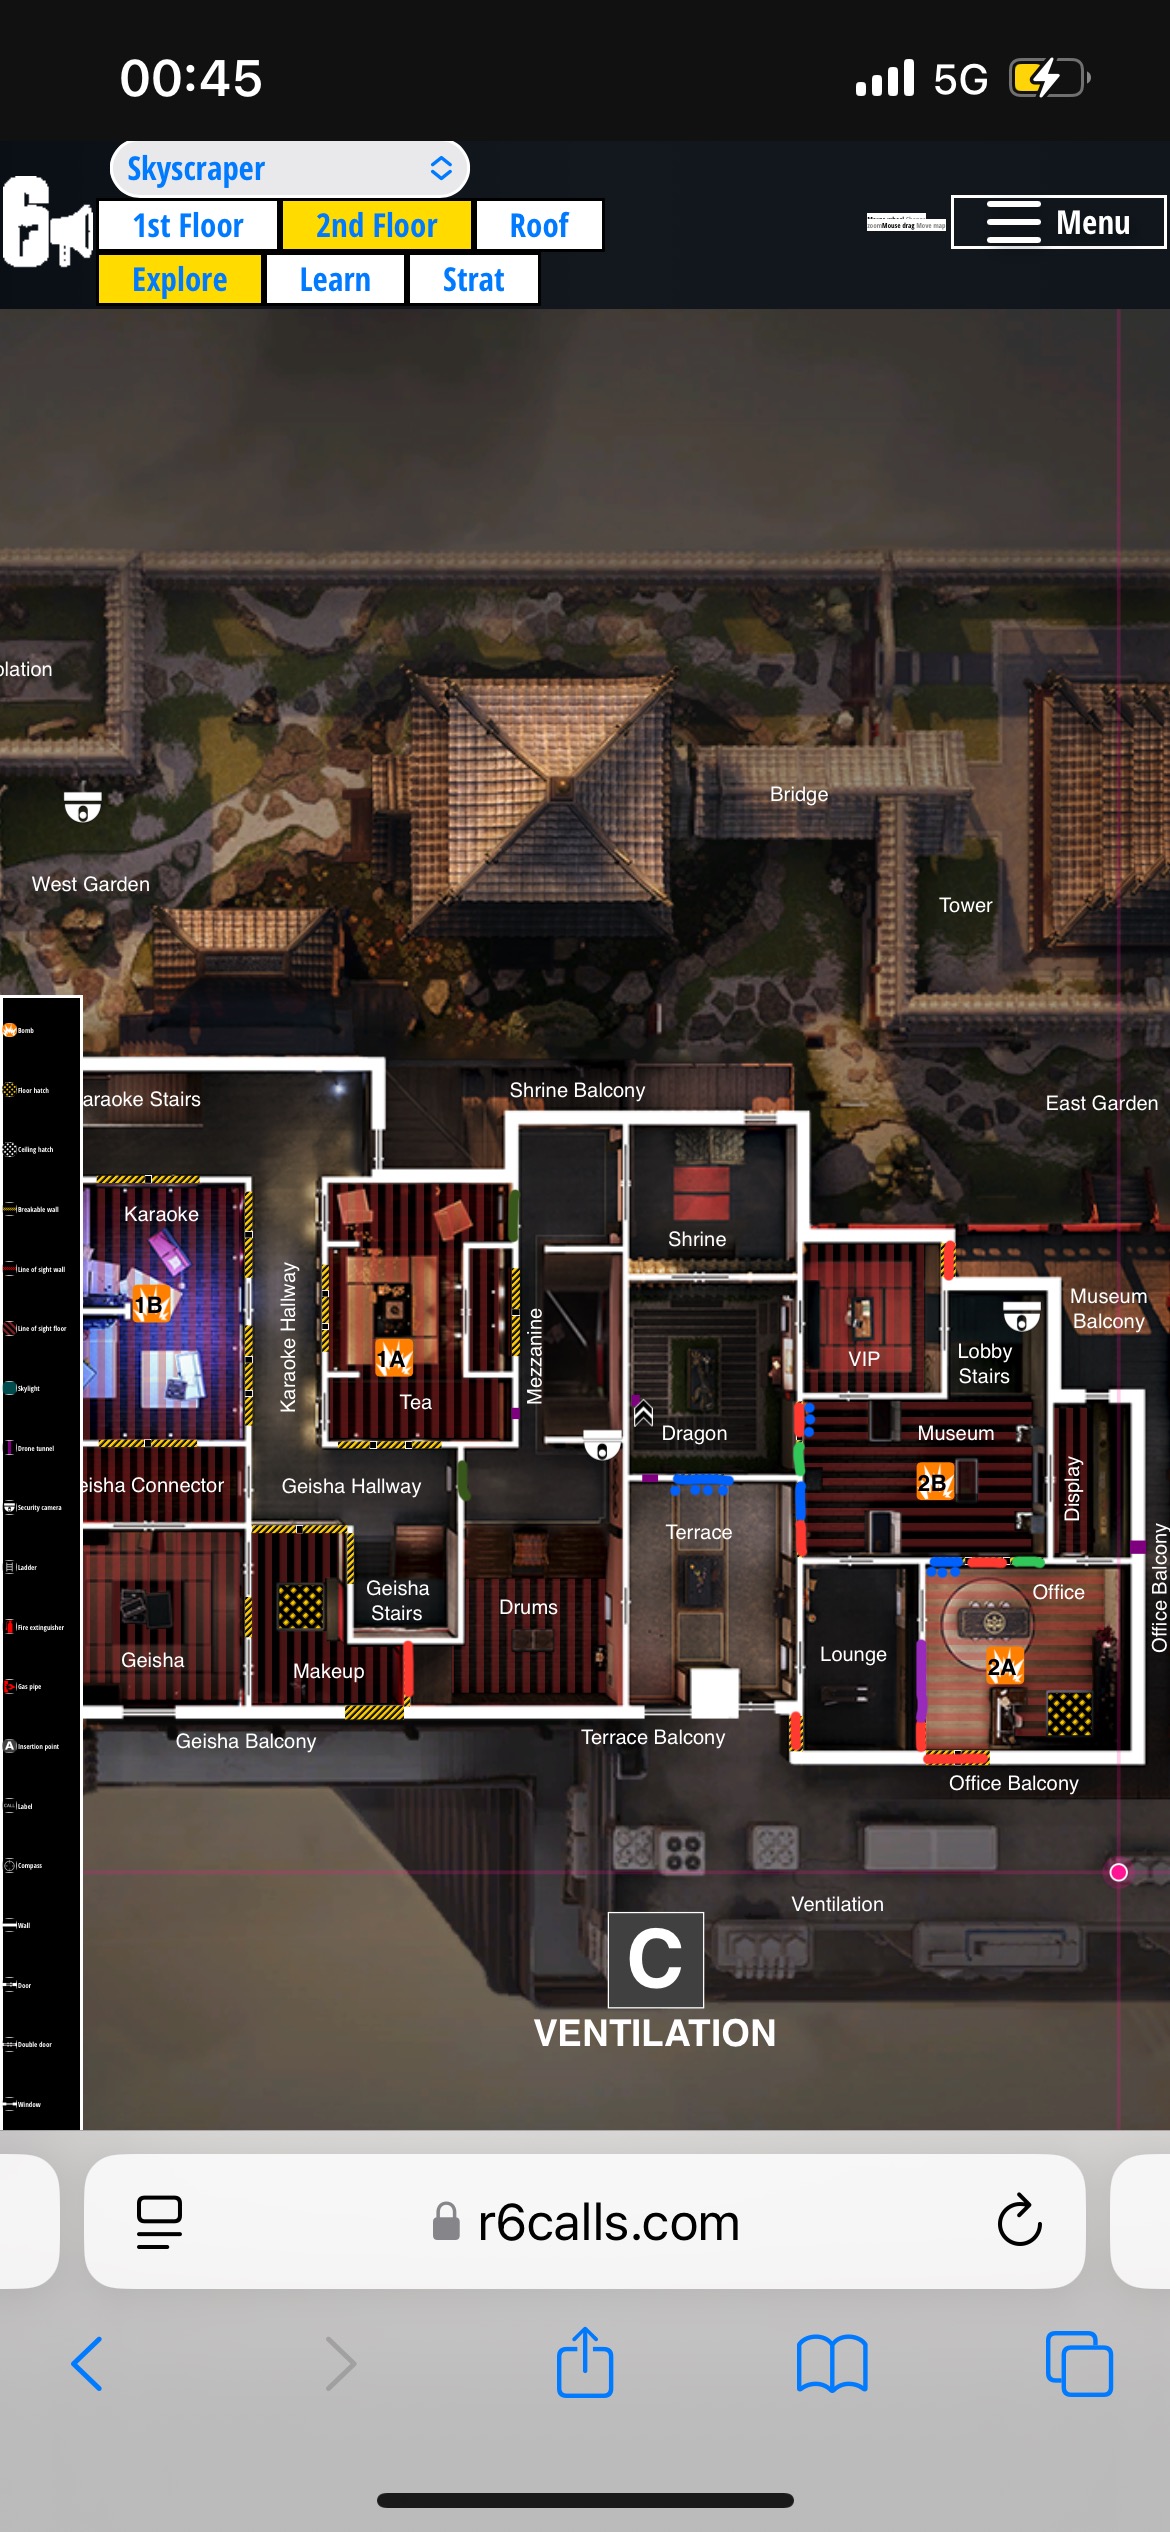 00:45
5G
Skyscraper
6r
1st Floor
2nd Floor
Roof
Menu
Explore
Learn
Strat
olation
Bridge
West Garden
Tower
Bomb
Floor hatch
Ceiling hatch
Breakable wall
Line of sight wall
Line of sight floor
Skylight
Drone tunnel
Security camera
Ladder
Fire extinguisher
Gas pipe
A Insertion point
Label
Compass
Wall
Door
Double door
Window
araoke Stairs
Shrine Balcony
East Garden
Karaoke
Shrine
1B
Karaoke Hallway
Mezzanine
Museum
Balcony
1A
VIP
Lobby
Stairs
Tea
Dragon
Museum
eisha Connector
Geisha Hallway
2B
Display
Terrace
Geisha
Stairs
Drums
Office
Office Balcony
Geisha
Makeup
Lounge
2A
Geisha Balcony
Terrace Balcony
Office Balcony
Ventilation
C
VENTILATION
r6calls.com